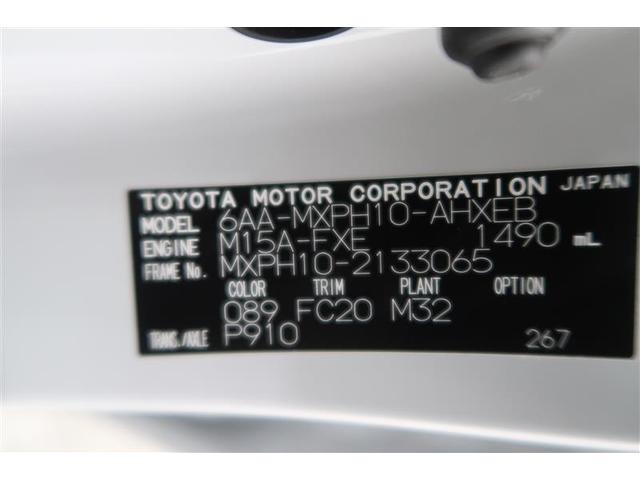 TOYOTA MOTOR CORPORATION JAPAN
MODEL 6AA-MXPH10-AHXEB
ENGINE M15A-FXE 1490 mL
FRAME No. MXPH10-2133065
COLOR TRIM PLANT OPTION
089 FC20 M32
TRANS./AXLE P910 267